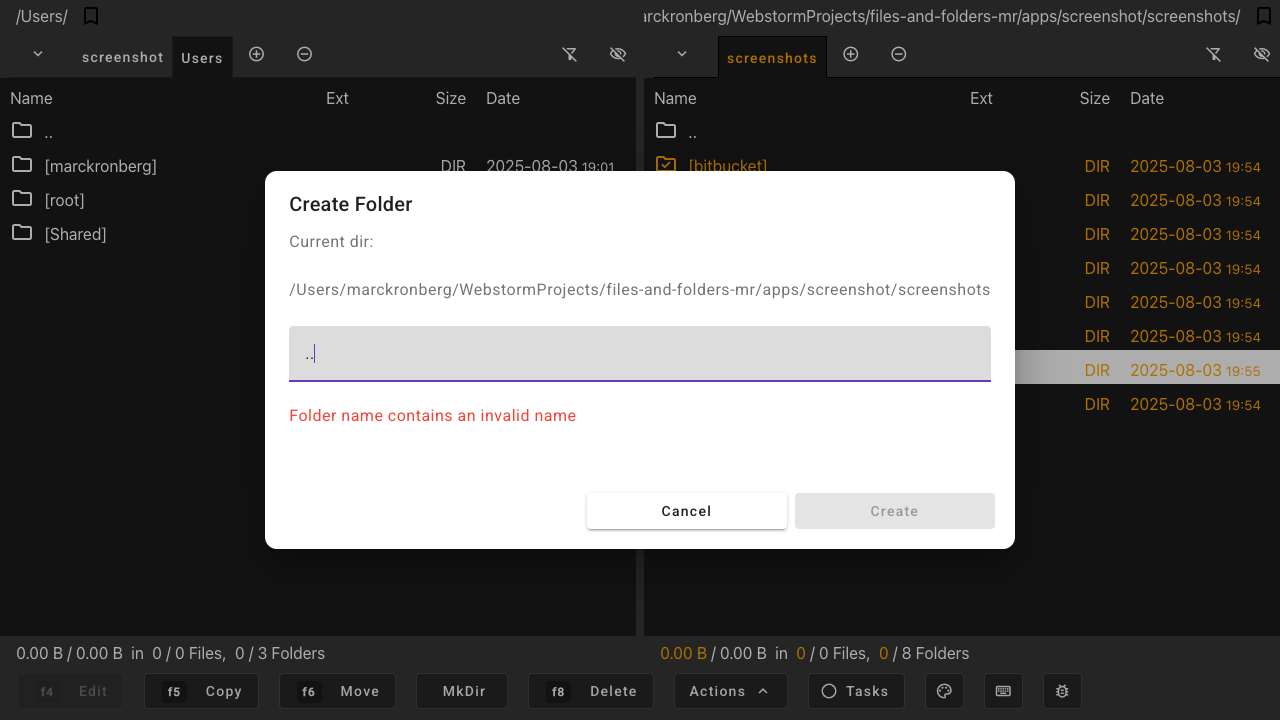 /Users/
arckronberg/WebstormProjects/files-and-folders-mr/apps/screenshot/screenshots/
screenshot Users
screenshots
Name Ext Size Date
Name Ext Size Date
..
..
[marckronberg] DIR 2025-08-03 19:01
[bitbucket] DIR 2025-08-03 19:54
[root]
DIR 2025-08-03 19:54
[Shared]
DIR 2025-08-03 19:54
DIR 2025-08-03 19:54
DIR 2025-08-03 19:54
DIR 2025-08-03 19:54
DIR 2025-08-03 19:55
DIR 2025-08-03 19:54
Create Folder
Current dir:
/Users/marckronberg/WebstormProjects/files-and-folders-mr/apps/screenshot/screenshots
..
Folder name contains an invalid name
Cancel Create
0.00 B / 0.00 B in 0 / 0 Files, 0 / 3 Folders
0.00 B / 0.00 B in 0 / 0 Files, 0 / 8 Folders
f4 Edit f5 Copy f6 Move MkDir f8 Delete Actions Tasks